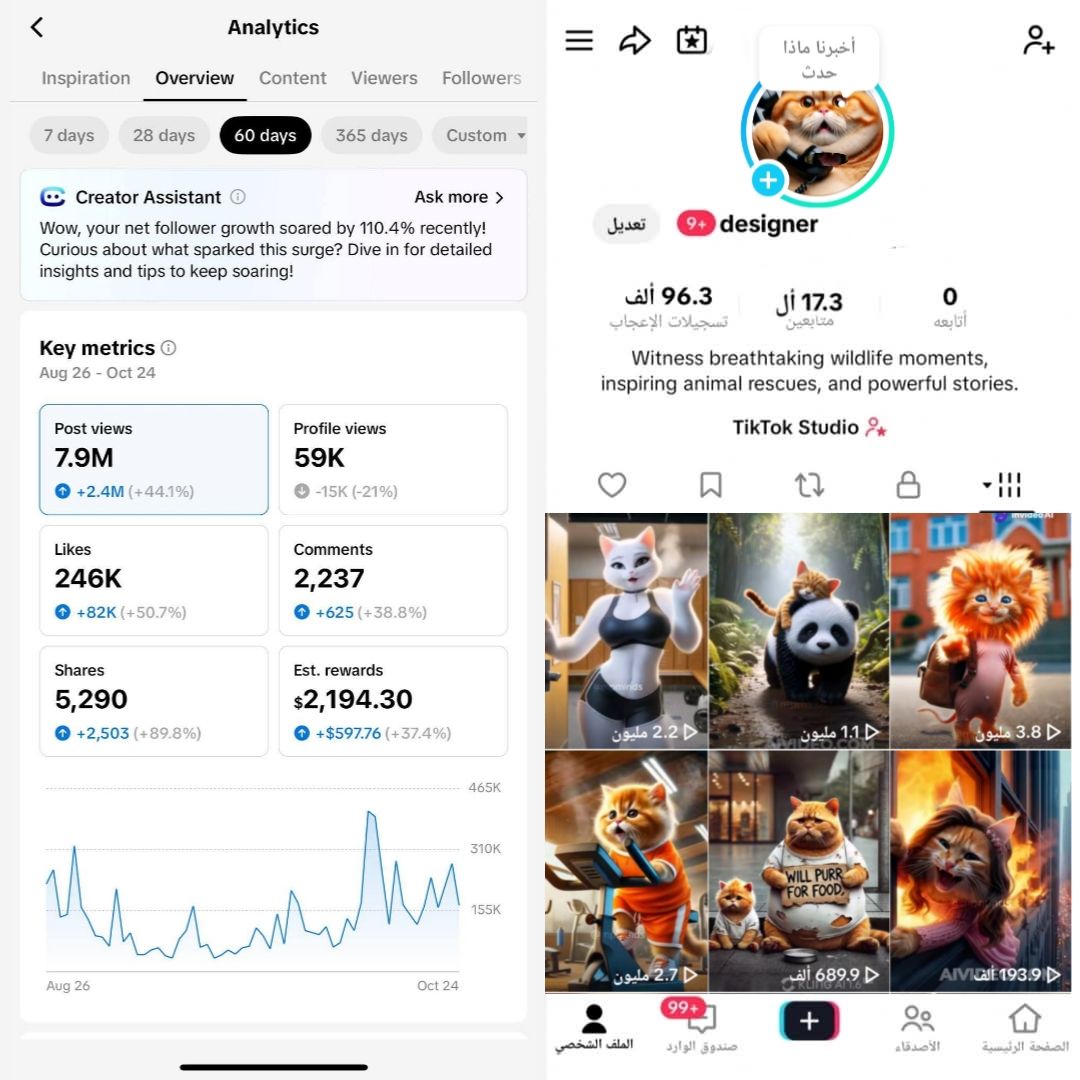 Analytics
Inspiration Overview Content Viewers Followers
7 days 28 days 60 days 365 days Custom
Creator Assistant Ask more
Wow, your net follower growth soared by 110.4% recently!
Curious about what sparked this surge? Dive in for detailed
insights and tips to keep soaring!
Key metrics
Aug 26 - Oct 24
Post views
7.9M
+2.4M (+44.1%)
Profile views
59K
-15K (-21%)
Likes
246K
+82K (+50.7%)
Comments
2,237
+625 (+38.8%)
Shares
5,290
+2,503 (+89.8%)
Est. rewards
$2,194.30
+$597.76 (+37.4%)
465K
310K
155K
Aug 26 Oct 24
أخبرنا ماذا
حدث
تعديل
9+ designer
0
أتابعه
17.3 أل
متابعين
96.3 ألف
تسجيلات الإعجاب
Witness breathtaking wildlife moments,
inspiring animal rescues, and powerful stories.
TikTok Studio
invideo AI
2.2 مليون
1.1 مليون
3.8 مليون
WILL PURR
FOR FOOD,
2.7 مليون
689.9 ألف
KLING AI 1.6
193.9 ألف
99+
الصفحة الرئيسية
الأصدقاء
صندوق الوارد
الملف الشخصي